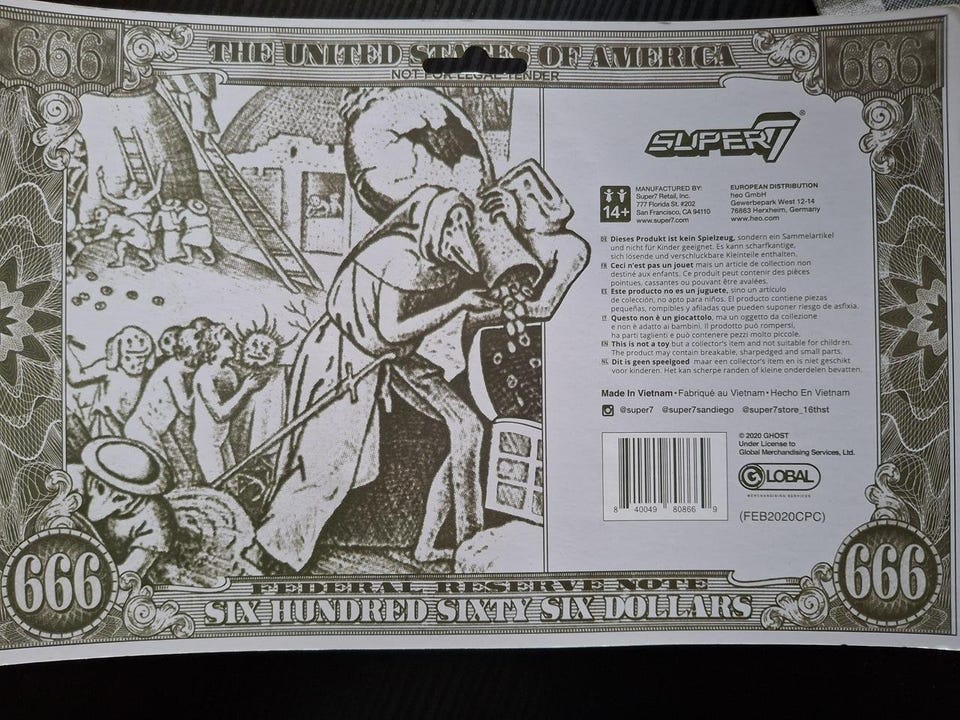 666
THE UNITED STATES OF AMERICA
666
NOT FOR LEGAL TENDER
SUPER7®
14+
MANUFACTURED BY:
Super7 Retail, Inc.
777 Florida St. #202
San Francisco, CA 94110
www.super7.com
EUROPEAN DISTRIBUTION
heo GmbH
Gewerbepark West 12-14
76863 Herxheim, Germany
www.heo.com
DE Dieses Produkt ist kein Spielzeug, sondern ein Sammelartikel
und nicht für Kinder geeignet. Es kann scharfkantige,
sich lösende und verschluckbare Kleinteile enthalten.
FR Ceci n'est pas un jouet mais un article de collection non
destiné aux enfants. Ce produit peut contenir des pièces
pointues, cassantes ou pouvant être avalées.
ES Este producto no es un juguete, sino un artículo
de colección, no apto para niños. El producto contiene piezas
pequeñas, rompibles y afiladas que pueden suponer riesgo de asfixia.
IT Questo non è un giocattolo, ma un oggetto da collezione
e non è adatto ai bambini. Il prodotto può rompersi,
ha parti taglienti e può contenere pezzi molto piccole.
EN This is not a toy but a collector's item and not suitable for children.
The product may contain breakable, sharpedged and small parts.
NL Dit is geen speelgoed maar een collector's item en is niet geschikt
voor kinderen. Het kan scherpe randen of kleine onderdelen bevatten.
Made In Vietnam • Fabriqué au Vietnam • Hecho En Vietnam
@super7 @super7sandiego @super7store_16thst
8 40049 80866 9
© 2020 GHOST
Under License to
Global Merchandising Services, Ltd.
GLOBAL
MERCHANDISING SERVICES
(FEB2020CPC)
666
FEDERAL RESERVE NOTE
SIX HUNDRED SIXTY SIX DOLLARS
666